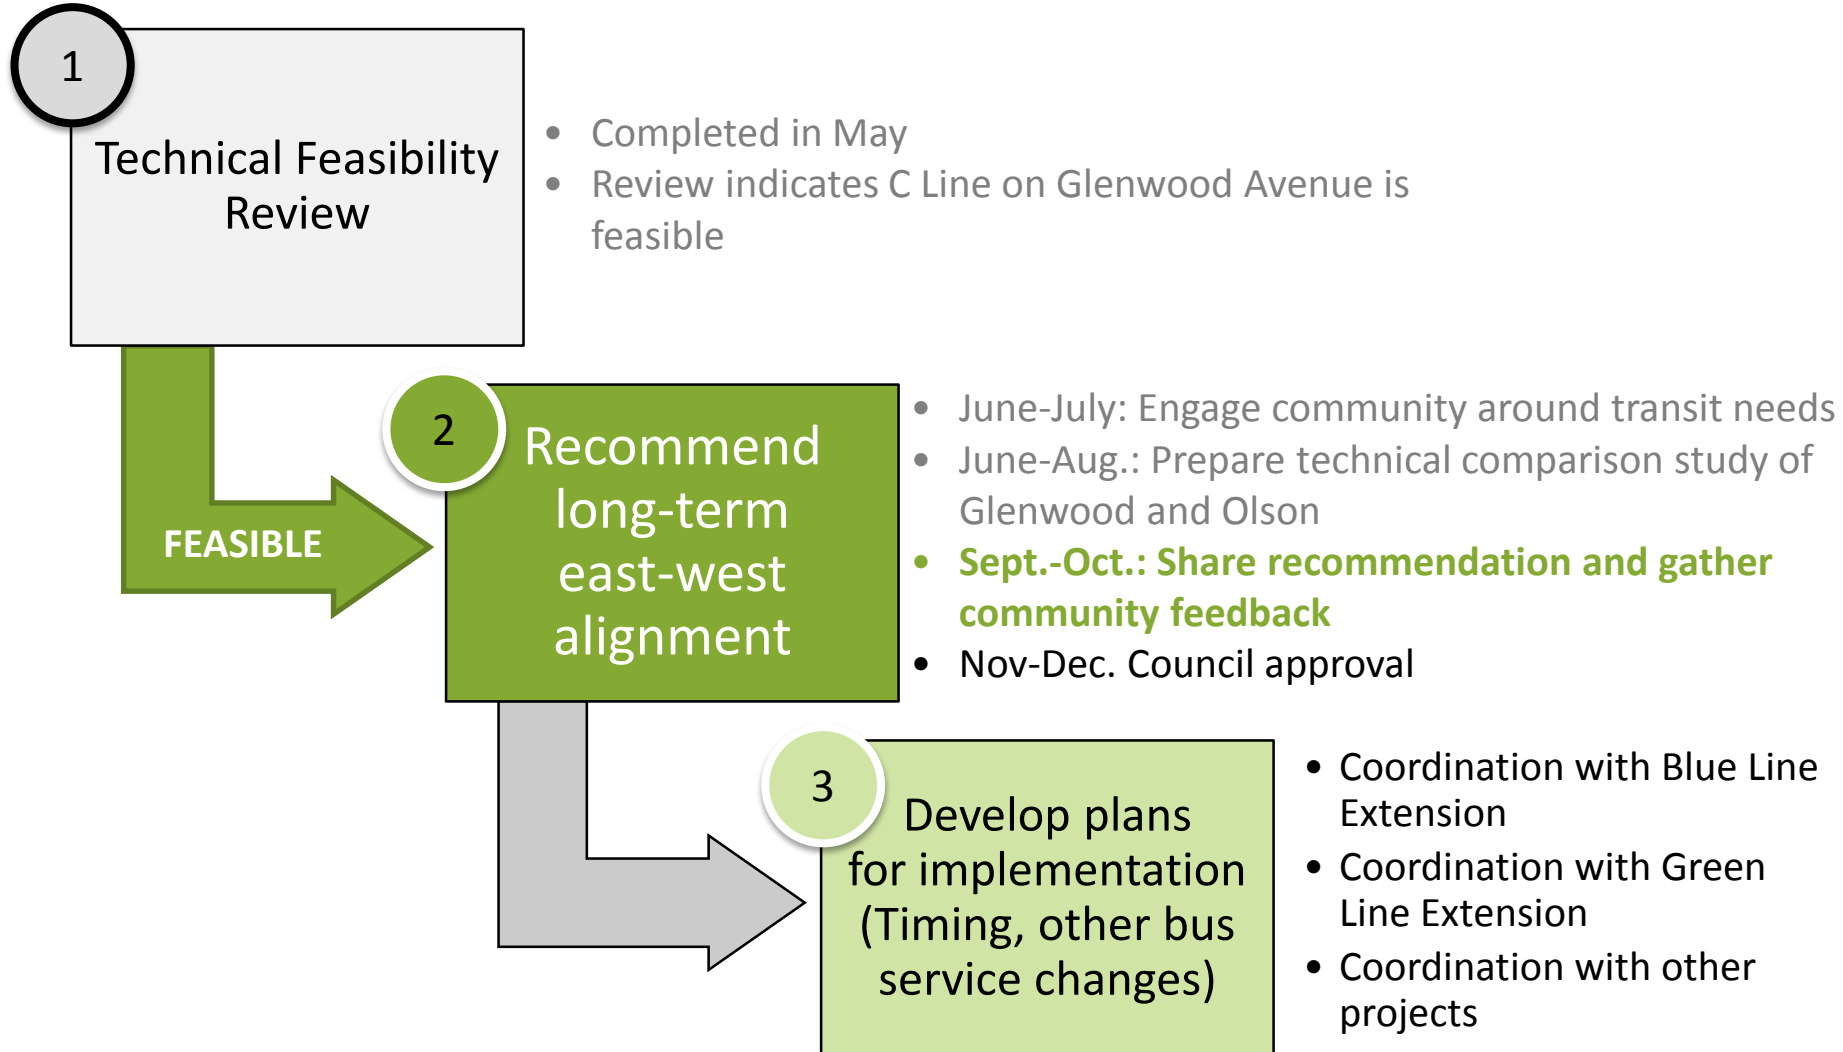 1
Technical Feasibility
Review
• Completed in May
• Review indicates C Line on Glenwood Avenue is
feasible
FEASIBLE
2
Recommend
long-term
east-west
alignment
• June-July: Engage community around transit needs
• June-Aug.: Prepare technical comparison study of
Glenwood and Olson
• Sept.-Oct.: Share recommendation and gather
community feedback
• Nov-Dec. Council approval
3
Develop plans
for implementation
(Timing, other bus
service changes)
• Coordination with Blue Line
Extension
• Coordination with Green
Line Extension
• Coordination with other
projects